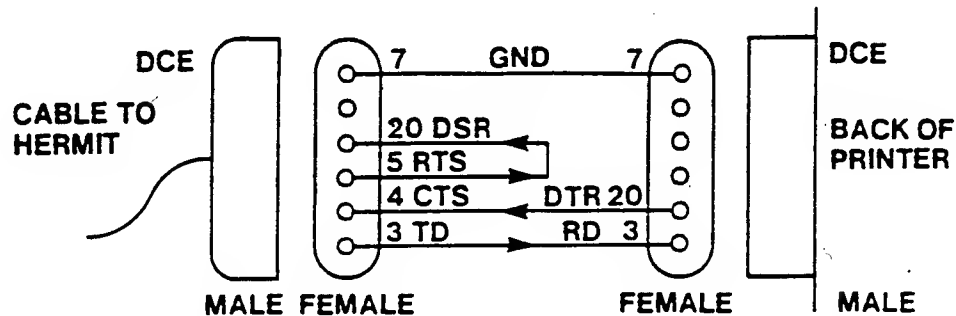 DCE
CABLE TO
HERMIT
7 GND 7
20 DSR
5 RTS
4 CTS DTR 20
3 TD RD 3
DCE
BACK OF
PRINTER
MALE FEMALE FEMALE MALE